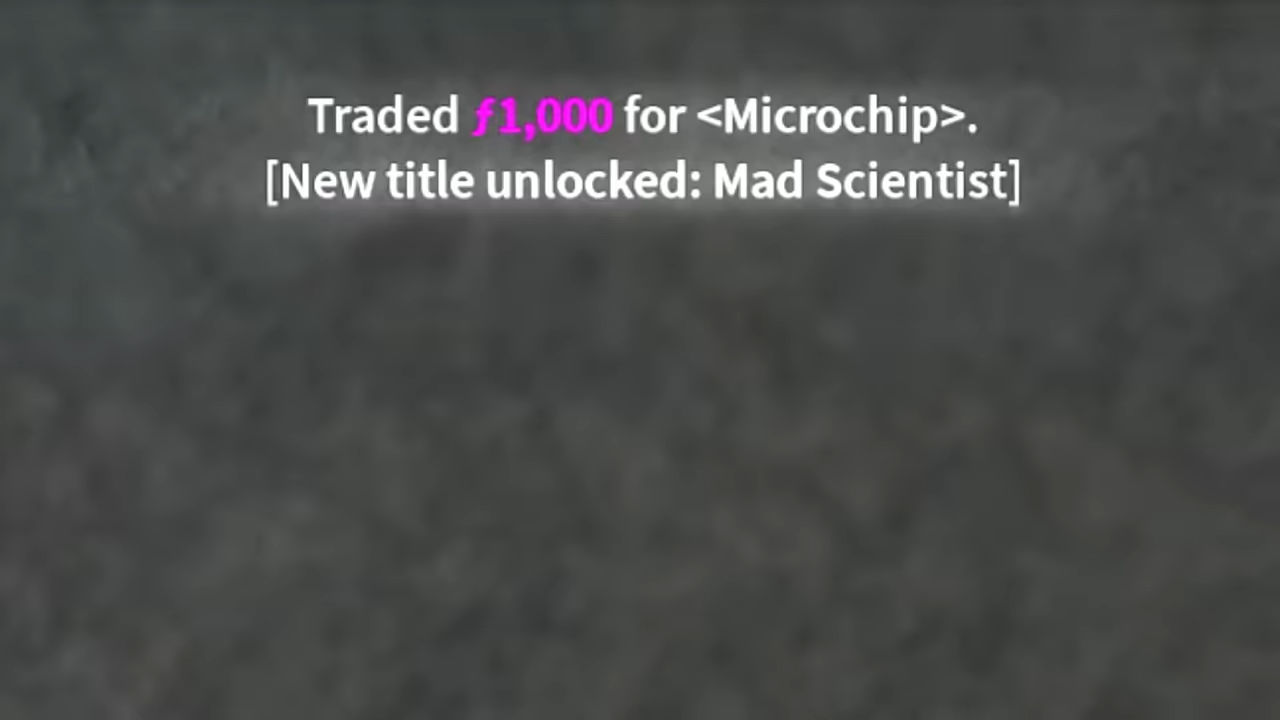 Traded ƒ1,000 for <Microchip>.
[New title unlocked: Mad Scientist]